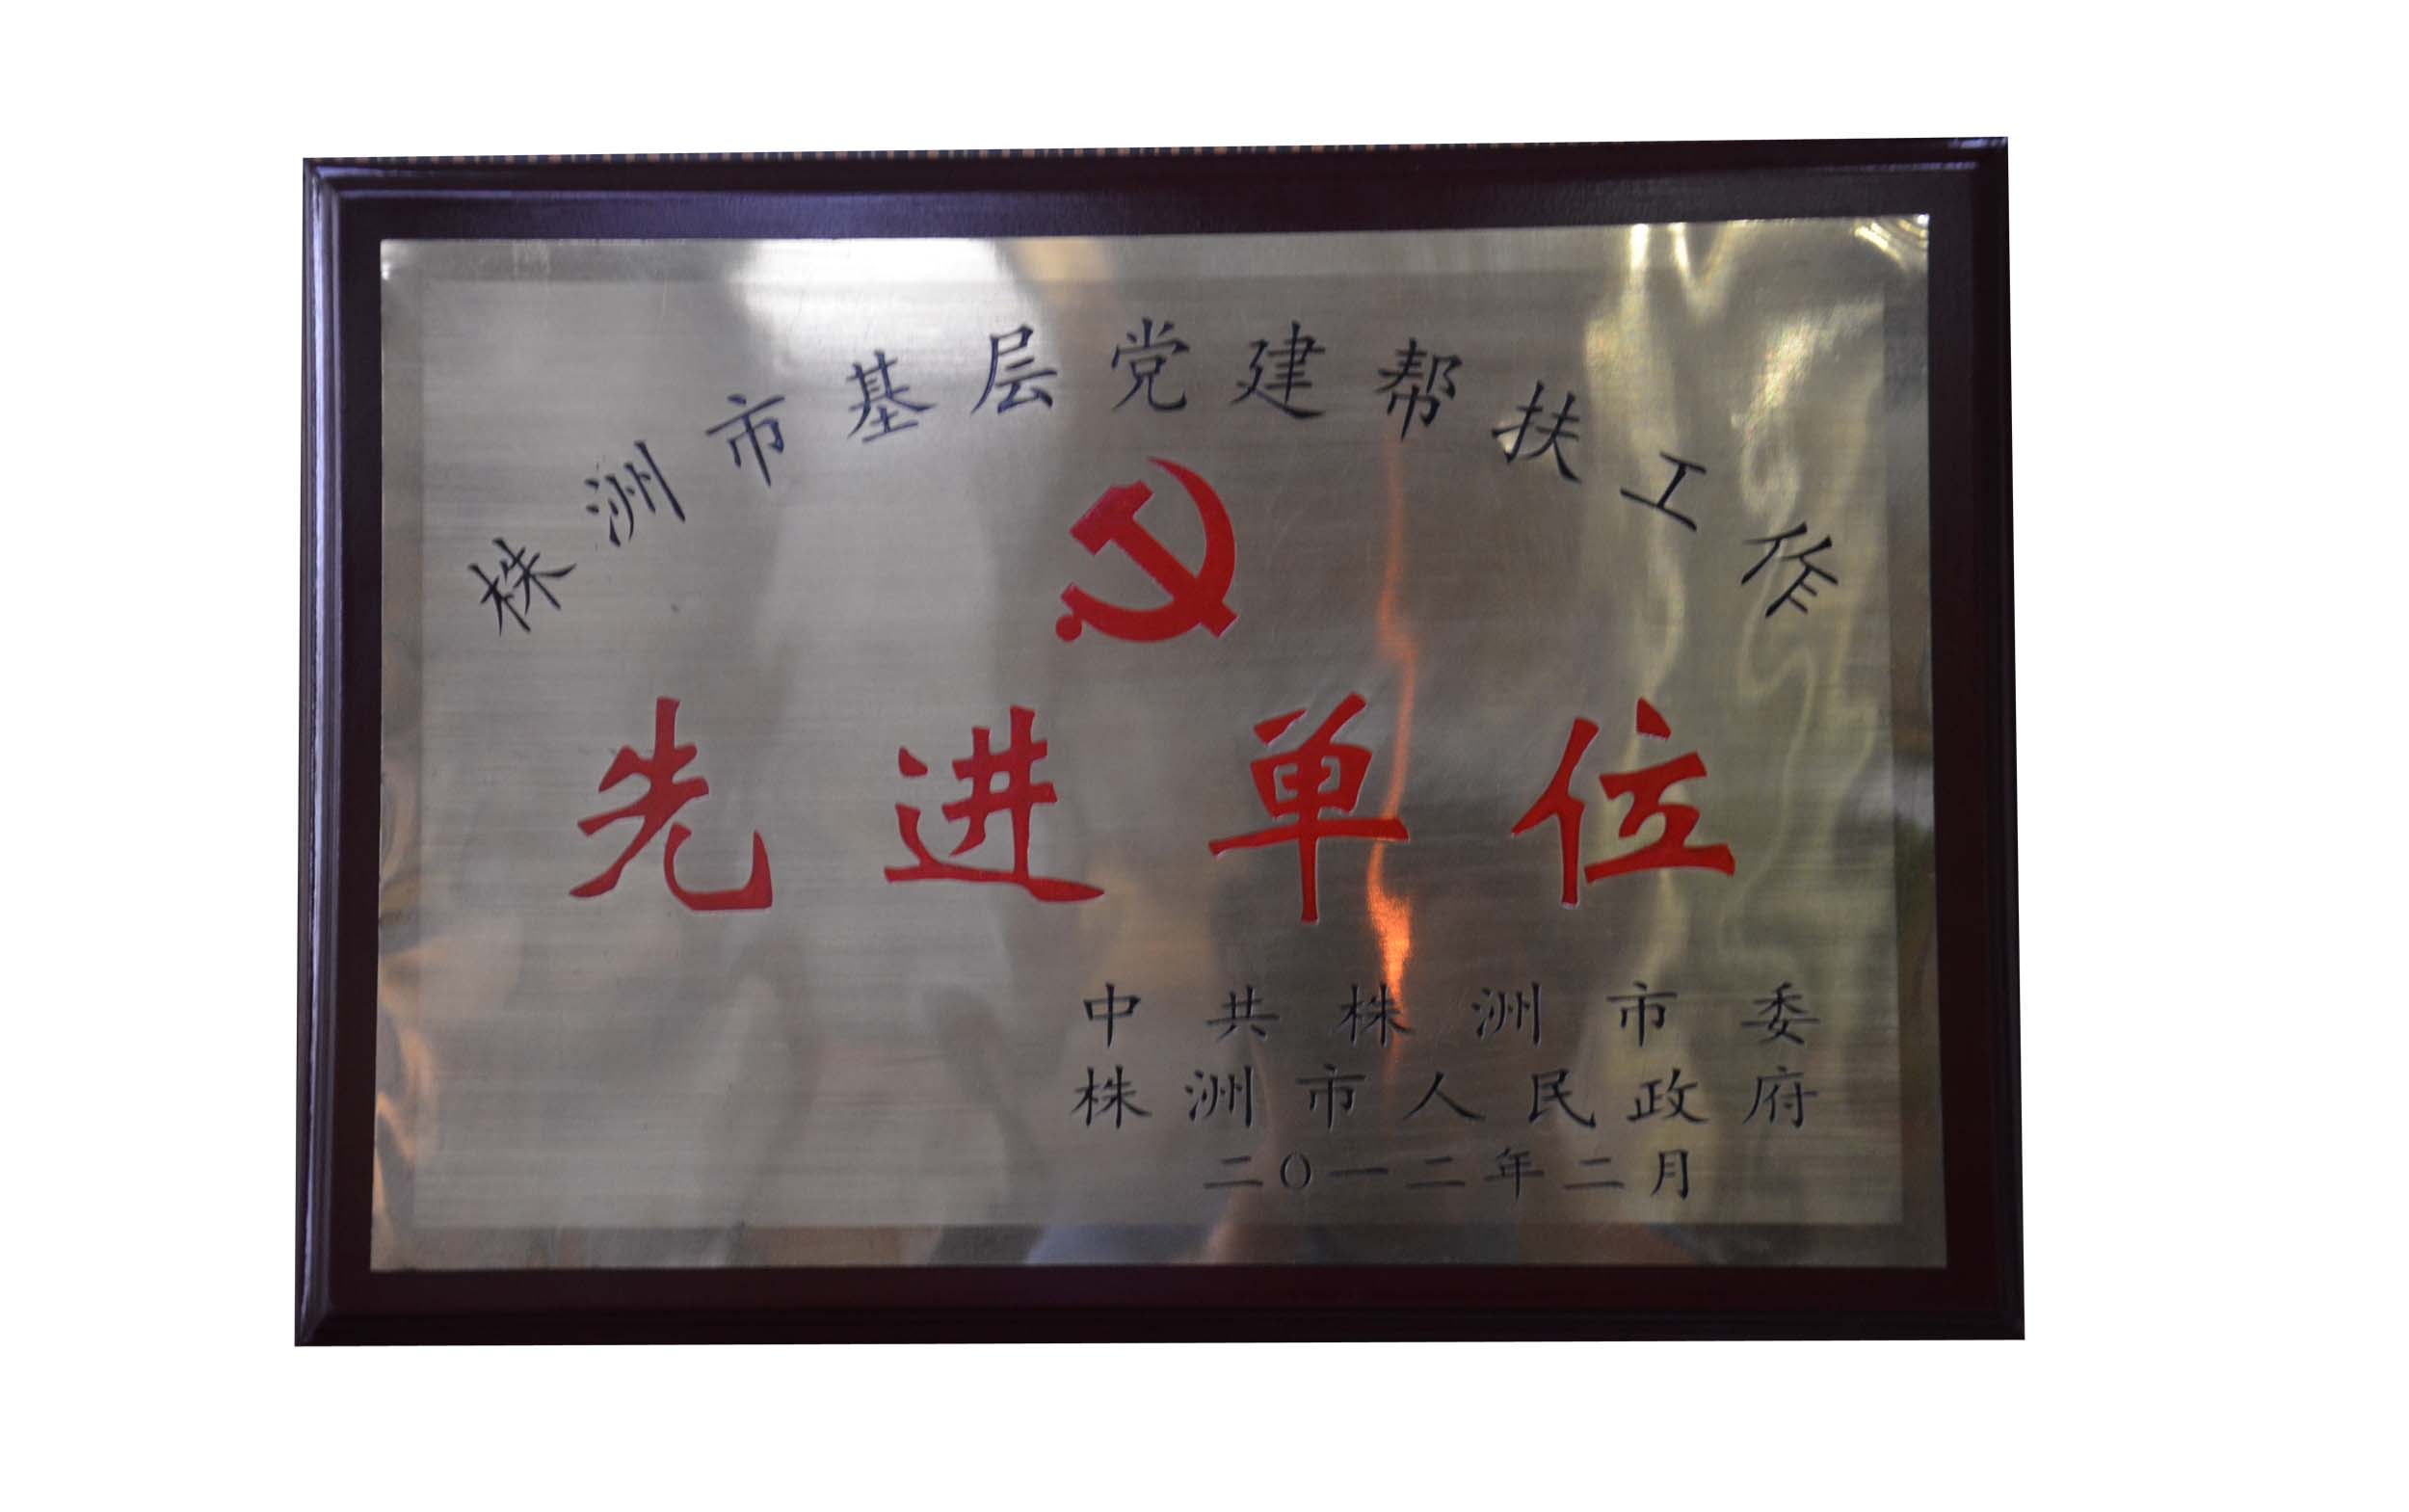 株洲市基层党建帮扶工作
先进单位
中共株洲市委
株洲市人民政府
二0一二年二月